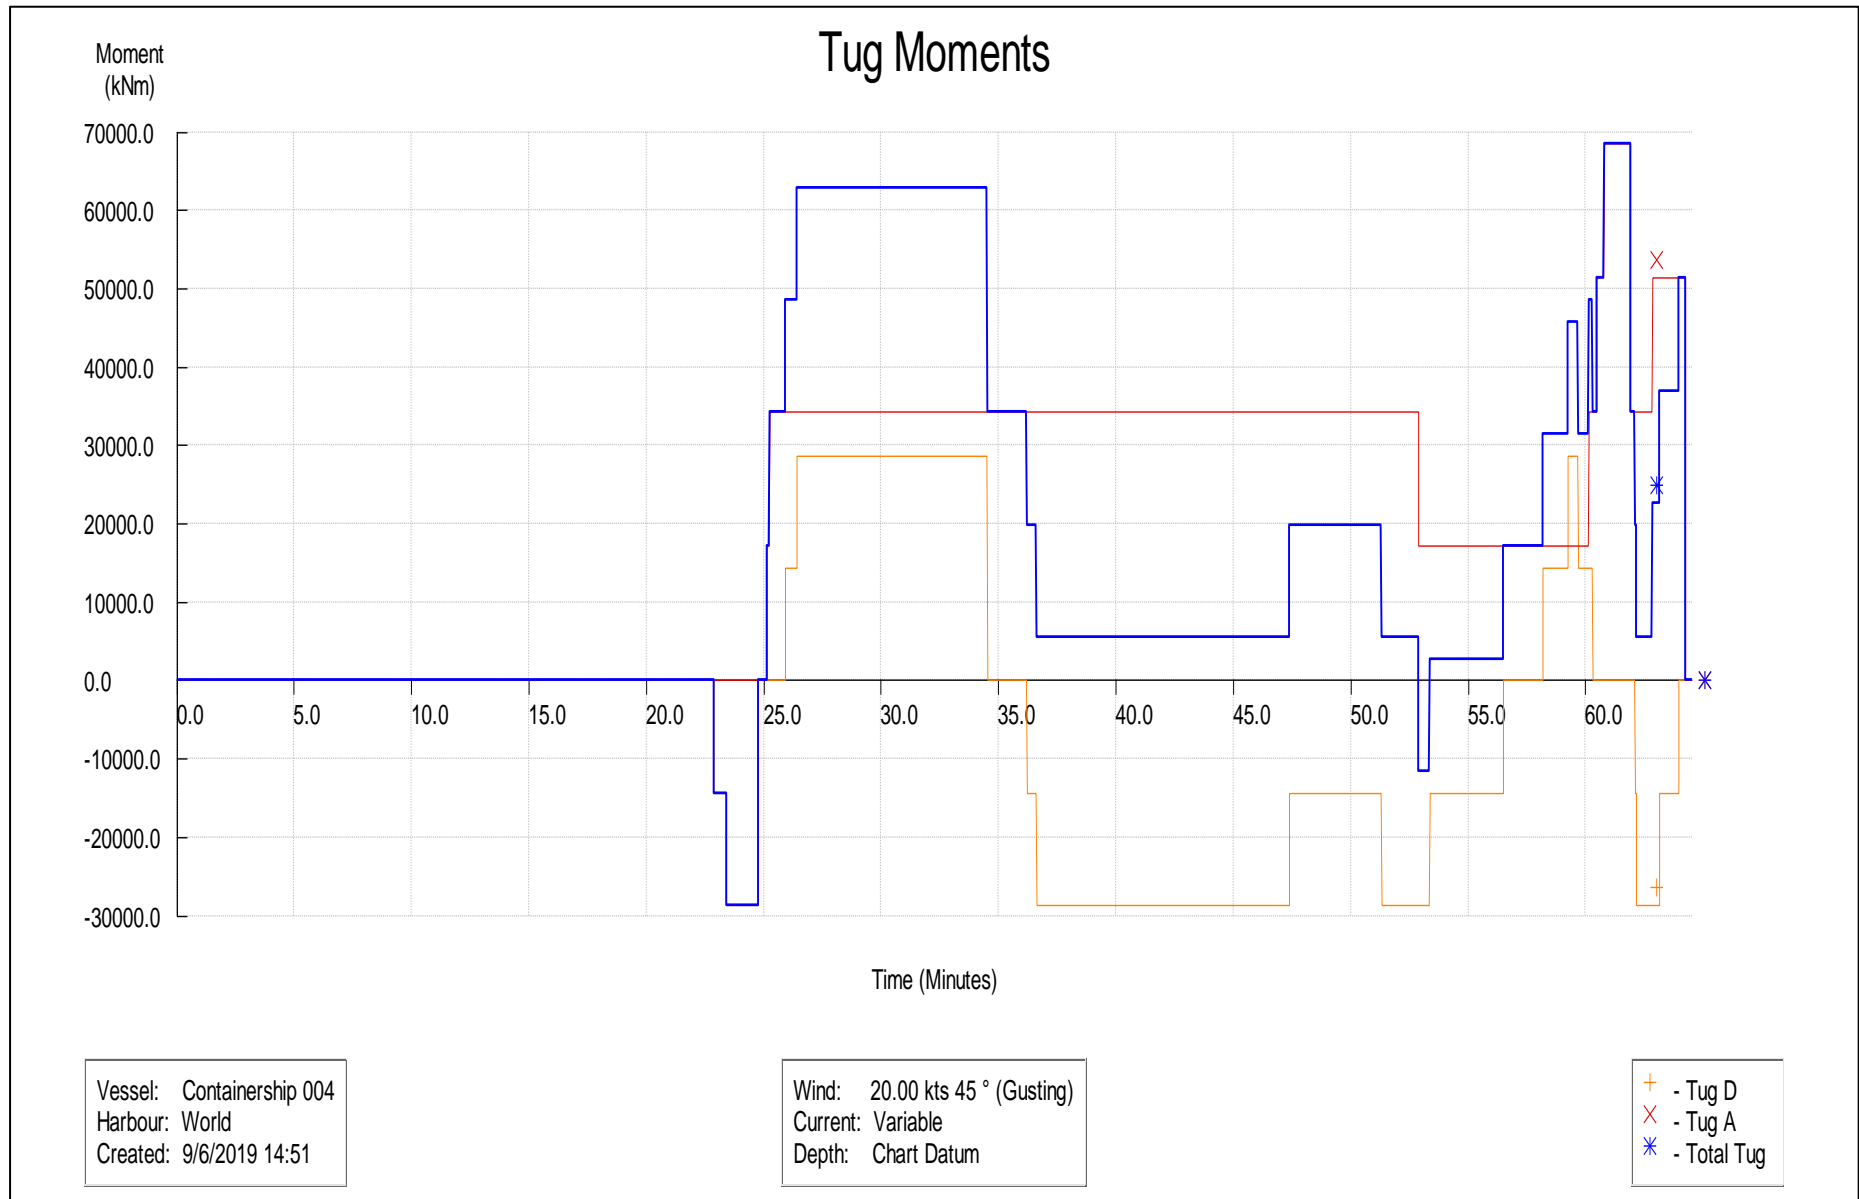 Tug Moments
Moment
(kNm)
70000.0
60000.0
50000.0
40000.0
30000.0
20000.0
10000.0
0.0
-10000.0
-20000.0
-30000.0
0.0 5.0 10.0 15.0 20.0 25.0 30.0 35.0 40.0 45.0 50.0 55.0 60.0
Time (Minutes)
Vessel: Containership 004
Harbour: World
Created: 9/6/2019 14:51
Wind: 20.00 kts 45 ° (Gusting)
Current: Variable
Depth: Chart Datum
- Tug D
- Tug A
- Total Tug